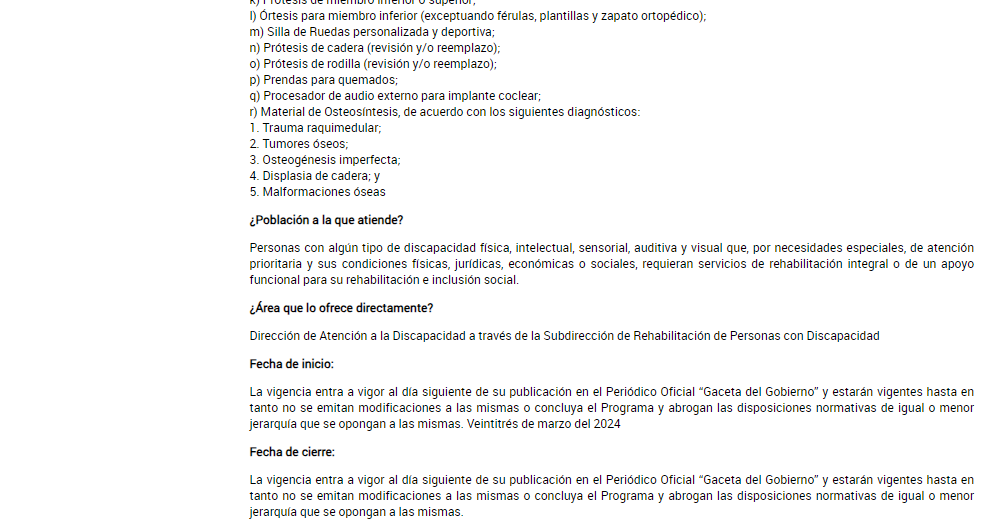 k) Prótesis de miembro inferior o superior;
l) Órtesis para miembro inferior (exceptuando férulas, plantillas y zapato ortopédico);
m) Silla de Ruedas personalizada y deportiva;
n) Prótesis de cadera (revisión y/o reemplazo);
o) Prótesis de rodilla (revisión y/o reemplazo);
p) Prendas para quemados;
q) Procesador de audio externo para implante coclear;
r) Material de Osteosíntesis, de acuerdo con los siguientes diagnósticos:
1. Trauma raquimedular;
2. Tumores óseos;
3. Osteogénesis imperfecta;
4. Displasia de cadera; y
5. Malformaciones óseas
¿Población a la que atiende?
Personas con algún tipo de discapacidad física, intelectual, sensorial, auditiva y visual que, por necesidades especiales, de atención
prioritaria y sus condiciones físicas, jurídicas, económicas o sociales, requieran servicios de rehabilitación integral o de un apoyo
funcional para su rehabilitación e inclusión social.
¿Área que lo ofrece directamente?
Dirección de Atención a la Discapacidad a través de la Subdirección de Rehabilitación de Personas con Discapacidad
Fecha de inicio:
La vigencia entra a vigor al día siguiente de su publicación en el Periódico Oficial “Gaceta del Gobierno” y estarán vigentes hasta en
tanto no se emitan modificaciones a las mismas o concluya el Programa y abrogan las disposiciones normativas de igual o menor
jerarquía que se opongan a las mismas. Veintitrés de marzo del 2024
Fecha de cierre:
La vigencia entra a vigor al día siguiente de su publicación en el Periódico Oficial “Gaceta del Gobierno” y estarán vigentes hasta en
tanto no se emitan modificaciones a las mismas o concluya el Programa y abrogan las disposiciones normativas de igual o menor
jerarquía que se opongan a las mismas.